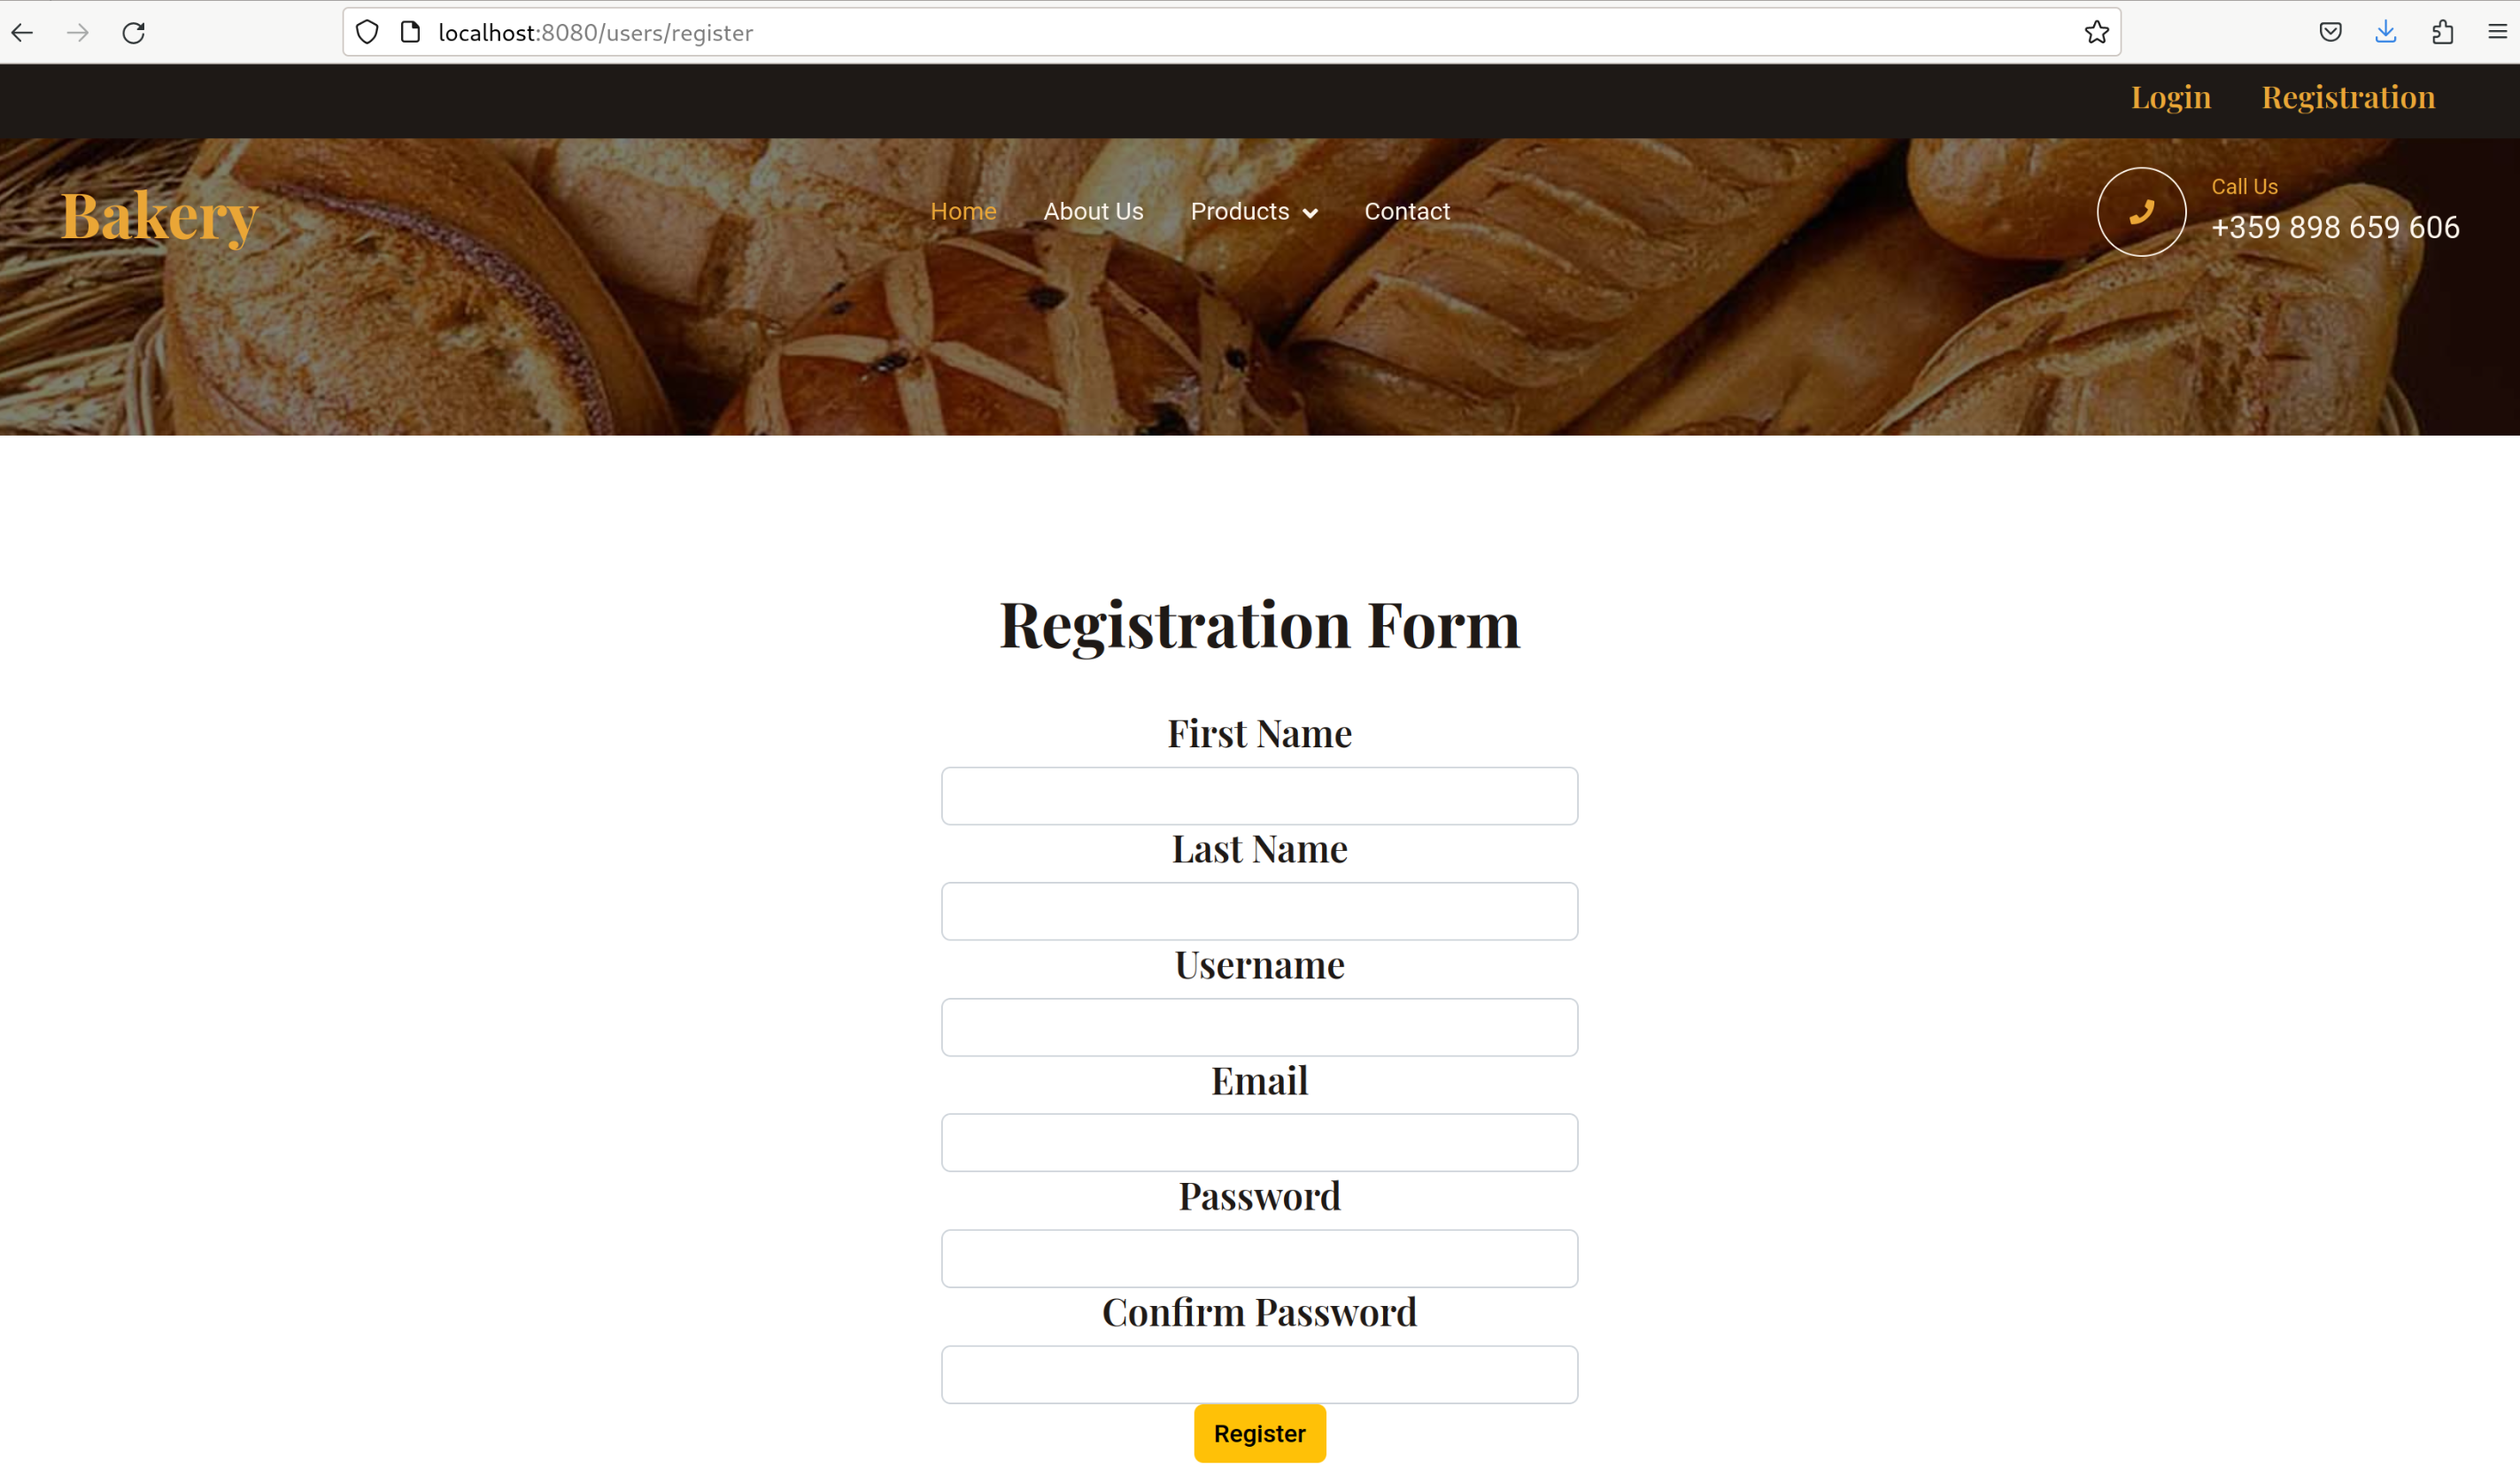 localhost:8080/users/register
Login Registration
Bakery
Home About Us Products Contact
Call Us
+359 898 659 606
Registration Form
First Name
Last Name
Username
Email
Password
Confirm Password
Register